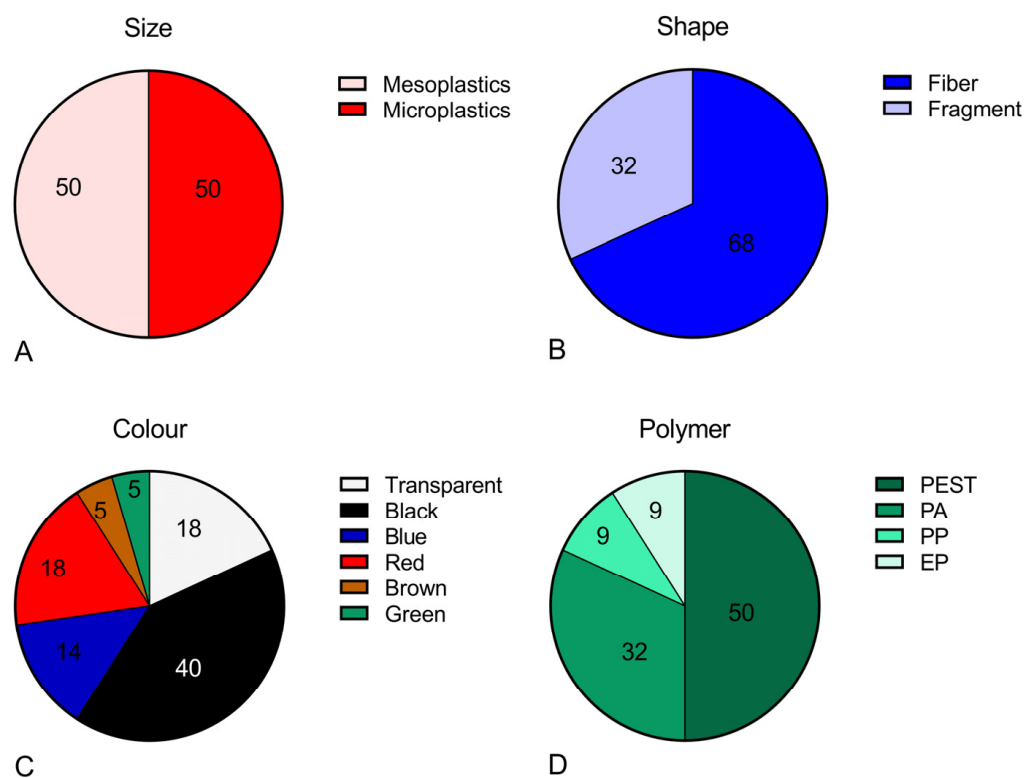 Size
Mesoplastics
Microplastics
50
50
A
Shape
Fiber
Fragment
32
68
B
Colour
Transparent
Black
Blue
Red
Brown
Green
5
5
18
18
14
40
C
Polymer
PEST
PA
PP
EP
9
9
50
32
D